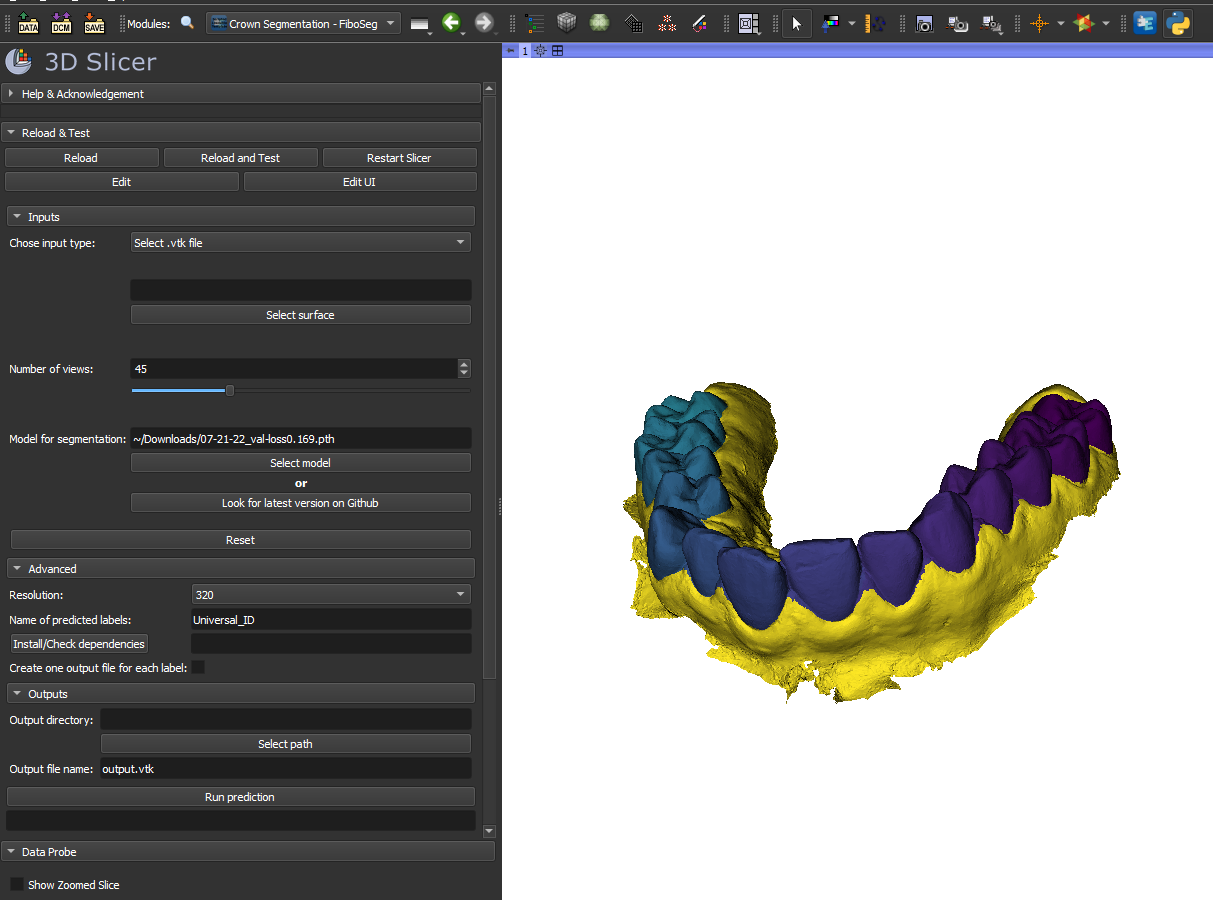 DATA DCM SAVE Modules: Crown Segmentation - FiboSeg
1
3D Slicer
Help & Acknowledgement
Reload & Test
Reload Reload and Test Restart Slicer
Edit Edit UI
Inputs
Chose input type: Select .vtk file
Select surface
Number of views: 45
Model for segmentation: ~/Downloads/07-21-22_val-loss0.169.pth
Select model
or
Look for latest version on Github
Reset
Advanced
Resolution: 320
Name of predicted labels: Universal_ID
Install/Check dependencies
Create one output file for each label:
Outputs
Output directory:
Select path
Output file name: output.vtk
Run prediction
Data Probe
Show Zoomed Slice